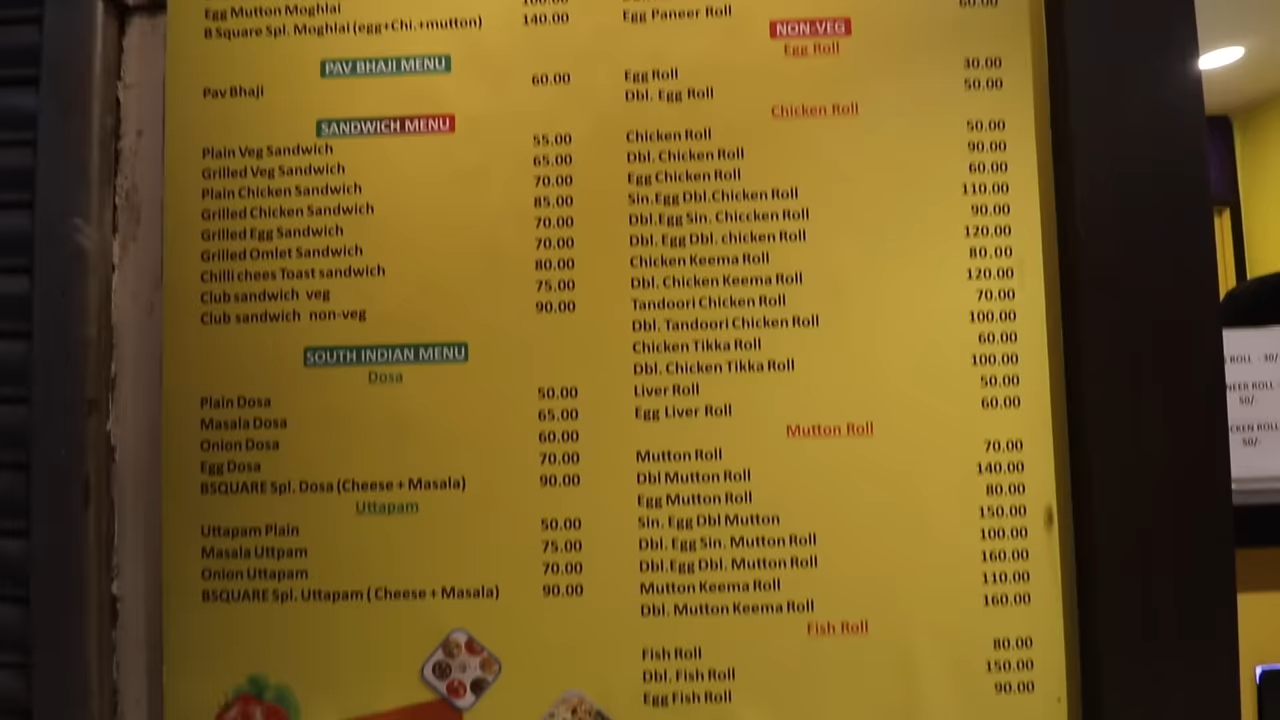 Egg Mutton Moghlai
B Square Spl. Moghlai (egg+Chi.+mutton) 140.00
PAV BHAJI MENU
Pav Bhaji 60.00
SANDWICH MENU
Plain Veg Sandwich 55.00
Grilled Veg Sandwich 65.00
Plain Chicken Sandwich 70.00
Grilled Chicken Sandwich 85.00
Grilled Egg Sandwich 70.00
Grilled Omlet Sandwich 70.00
Chilli chees Toast sandwich 80.00
Club sandwich veg 75.00
Club sandwich non-veg 90.00
SOUTH INDIAN MENU
Dosa
Plain Dosa 50.00
Masala Dosa 65.00
Onion Dosa 60.00
Egg Dosa 70.00
BSQUARE Spl. Dosa (Cheese + Masala) 90.00
Uttapam
Uttapam Plain 50.00
Masala Uttpam 75.00
Onion Uttapam 70.00
BSQUARE Spl. Uttapam ( Cheese + Masala) 90.00
Egg Paneer Roll 60.00
NON-VEG
Egg Roll
Egg Roll 30.00
Dbl. Egg Roll 50.00
Chicken Roll
Chicken Roll 50.00
Dbl. Chicken Roll 90.00
Egg Chicken Roll 60.00
Sin.Egg Dbl.Chicken Roll 110.00
Dbl.Egg Sin. Chiccken Roll 90.00
Dbl. Egg Dbl. chicken Roll 120.00
Chicken Keema Roll 80.00
Dbl. Chicken Keema Roll 120.00
Tandoori Chicken Roll 70.00
Dbl. Tandoori Chicken Roll 100.00
Chicken Tikka Roll 60.00
Dbl. Chicken Tikka Roll 100.00
Liver Roll 50.00
Egg Liver Roll 60.00
Mutton Roll
Mutton Roll 70.00
Dbl Mutton Roll 140.00
Egg Mutton Roll 80.00
Sin. Egg Dbl Mutton 150.00
Dbl. Egg Sin. Mutton Roll 100.00
Dbl.Egg Dbl. Mutton Roll 160.00
Mutton Keema Roll 110.00
Dbl. Mutton Keema Roll 160.00
Fish Roll
Fish Roll 80.00
Dbl. Fish Roll 150.00
Egg Fish Roll 90.00
ROLL - 30/
ROLL -
50/-
ROLL
50/-